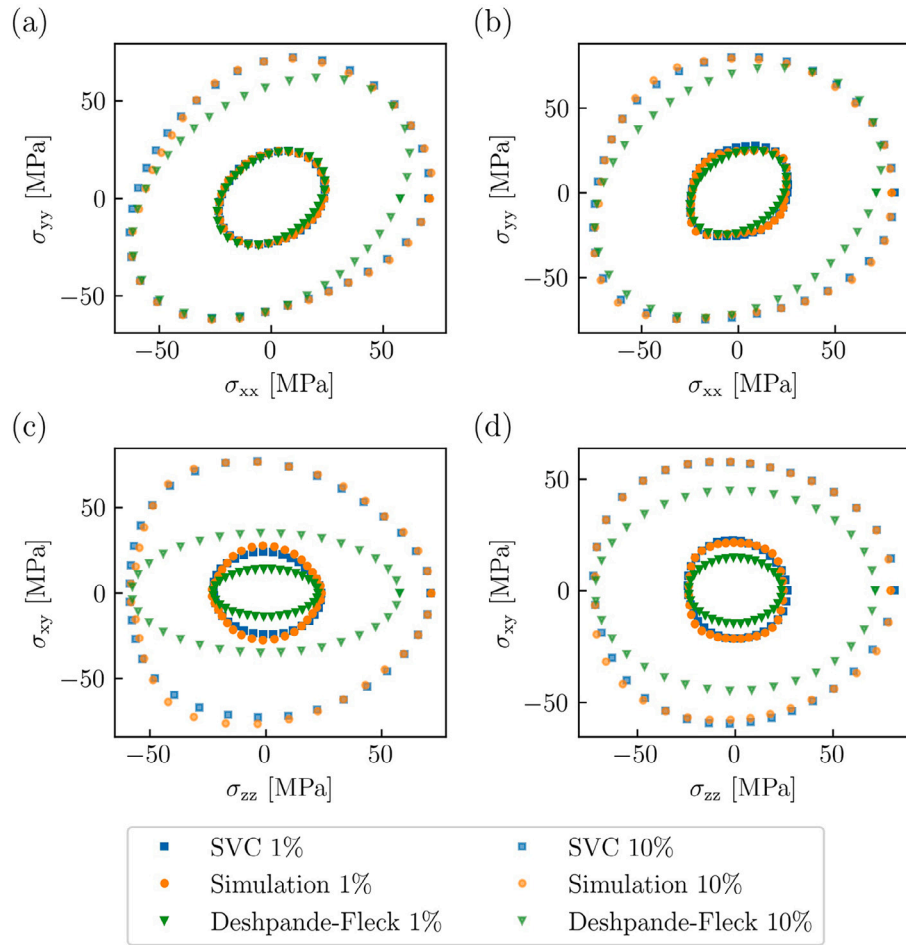 (a)
50
0
−50
σyy [MPa]
−50 0 50
σxx [MPa]
(b)
50
0
−50
σyy [MPa]
−50 0 50
σxx [MPa]
(c)
50
0
−50
σxy [MPa]
−50 0 50
σzz [MPa]
(d)
50
0
−50
σxy [MPa]
−50 0 50
σzz [MPa]
SVC 1%
Simulation 1%
Deshpande-Fleck 1%
SVC 10%
Simulation 10%
Deshpande-Fleck 10%